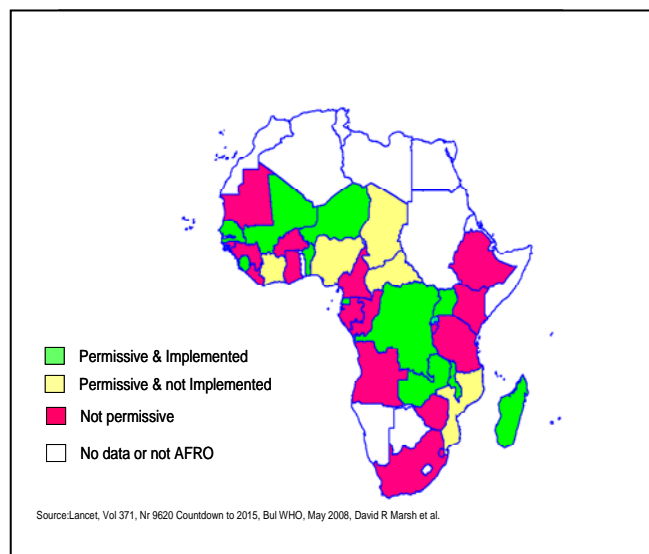 Permissive & Implemented
Permissive & not Implemented
Not permissive
No data or not AFRO
Source:Lancet, Vol 371, Nr 9620 Countdown to 2015, Bul WHO, May 2008, David R Marsh et al.